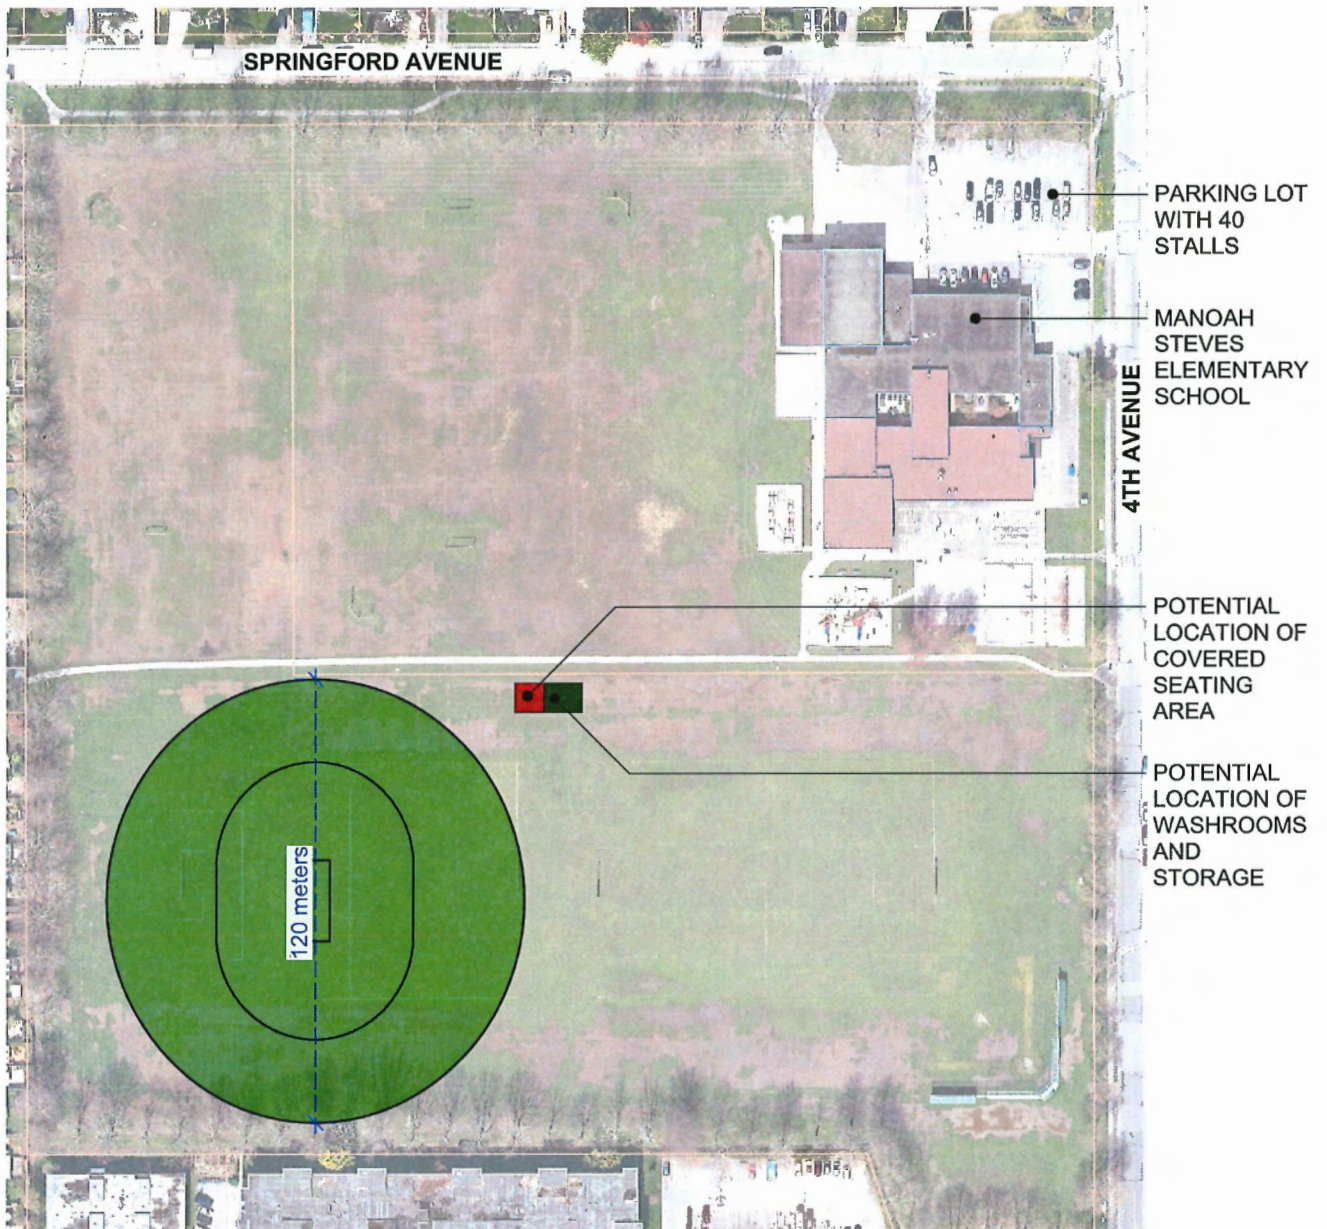 SPRINGFORD AVENUE
PARKING LOT
WITH 40
STALLS
MANOAH
STEVES
ELEMENTARY
SCHOOL
4TH AVENUE
POTENTIAL
LOCATION OF
COVERED
SEATING
AREA
POTENTIAL
LOCATION OF
WASHROOMS
AND
STORAGE
120 meters